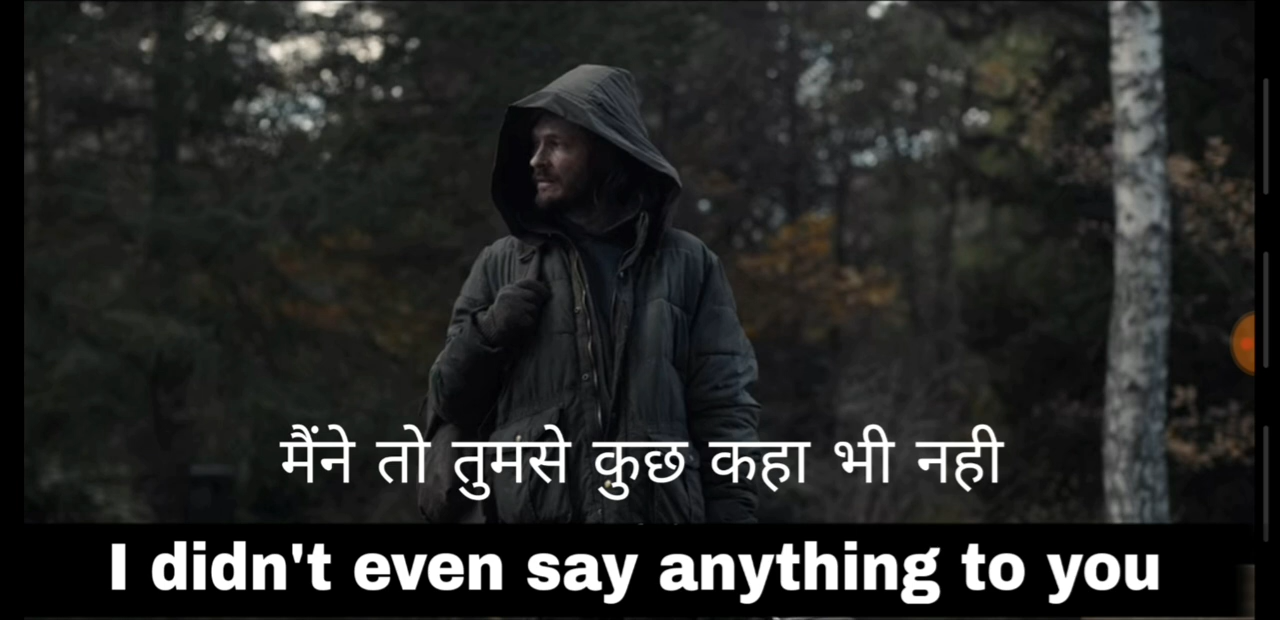 मैंने तो तुमसे कुछ कहा भी नही
I didn't even say anything to you